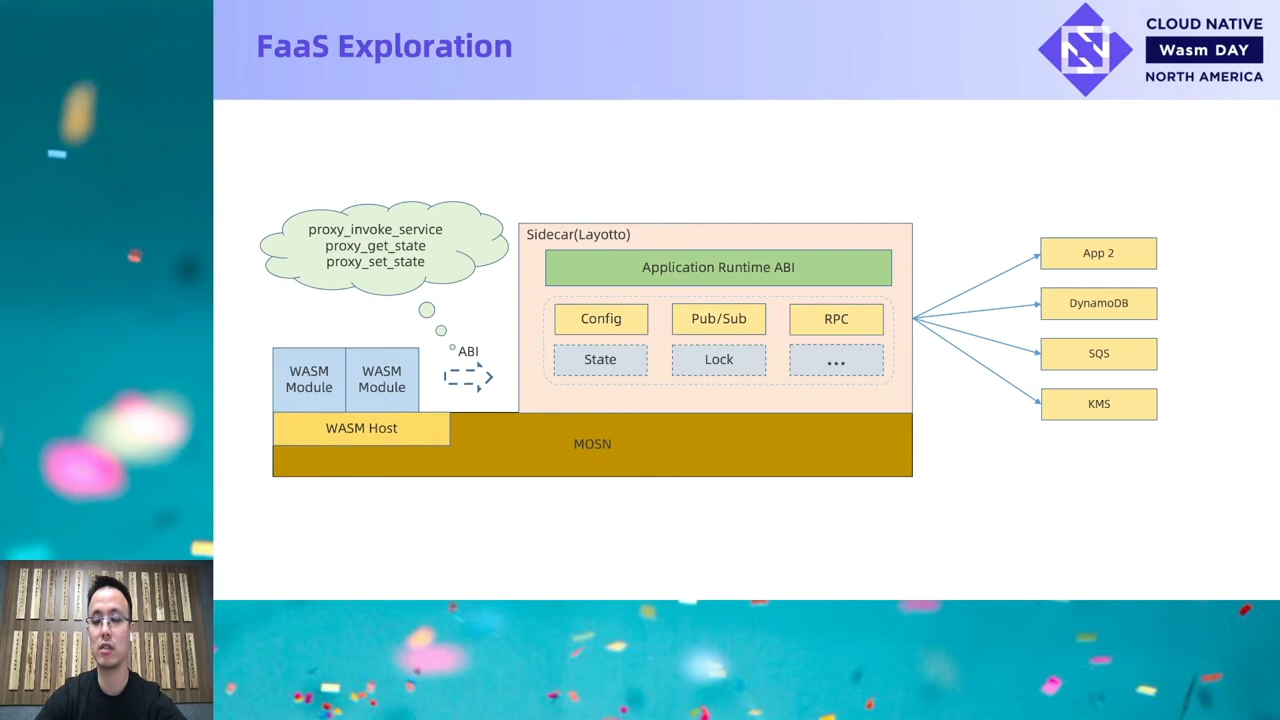 FaaS Exploration
CLOUD NATIVE
Wasm DAY
NORTH AMERICA
proxy_invoke_service
proxy_get_state
proxy_set_state
Sidecar(Layotto)
Application Runtime ABI
Config
Pub/Sub
RPC
State
Lock
...
ABI
WASM
Module
WASM
Module
WASM Host
MOSN
App 2
DynamoDB
SQS
KMS